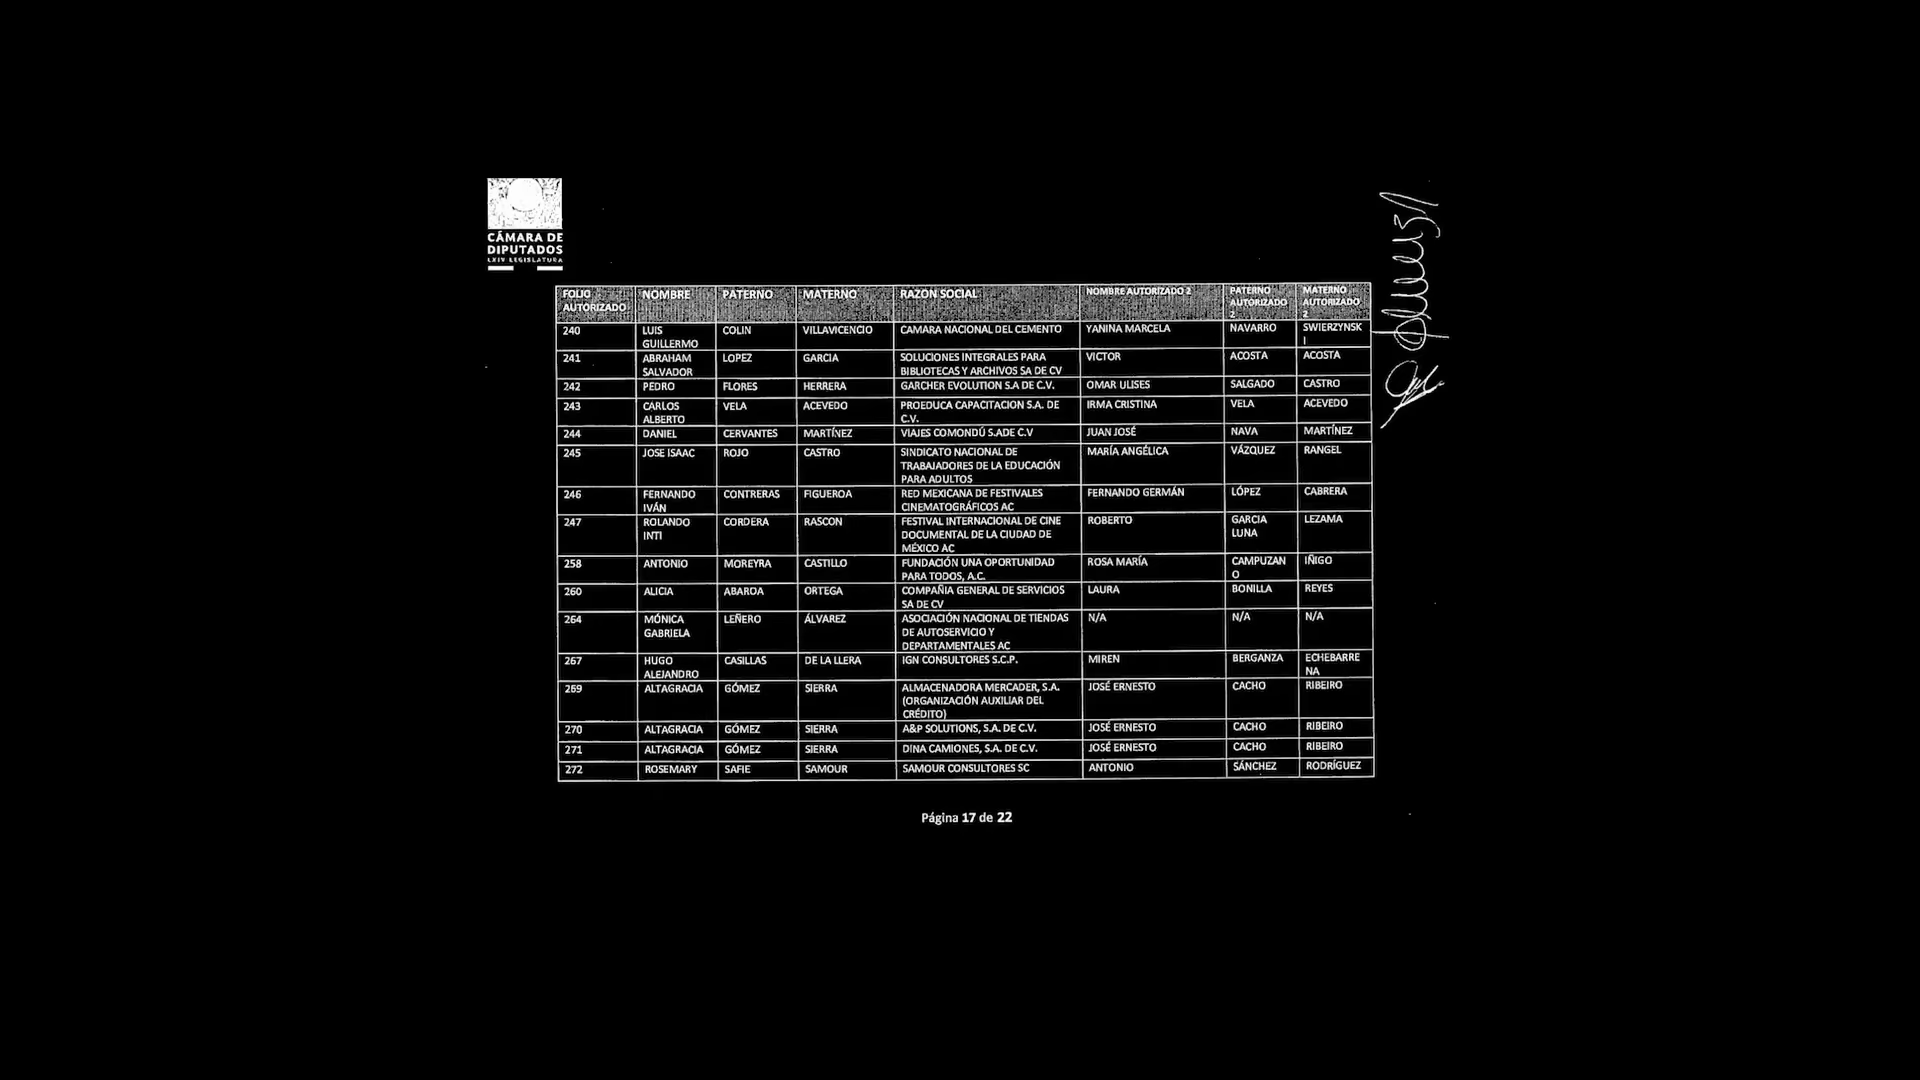 CÁMARA DE
DIPUTADOS
LXIV LEGISLATURA
FOLIO AUTORIZADO NOMBRE PATERNO MATERNO RAZON SOCIAL NOMBRE AUTORIZADO 2 PATERNO AUTORIZADO 2 MATERNO AUTORIZADO 2
240 LUIS GUILLERMO COLIN VILLAVICENCIO CAMARA NACIONAL DEL CEMENTO YANINA MARCELA NAVARRO SWIERZYNSKI
241 ABRAHAM SALVADOR LOPEZ GARCIA SOLUCIONES INTEGRALES PARA BIBLIOTECAS Y ARCHIVOS SA DE CV VICTOR ACOSTA ACOSTA
242 PEDRO FLORES HERRERA GARCHER EVOLUTION S.A DE C.V. OMAR ULISES SALGADO CASTRO
243 CARLOS ALBERTO VELA ACEVEDO PROEDUCA CAPACITACION S.A. DE C.V. IRMA CRISTINA VELA ACEVEDO
244 DANIEL CERVANTES MARTÍNEZ VIAJES COMONDÚ S.ADE C.V JUAN JOSÉ NAVA MARTÍNEZ
245 JOSE ISAAC ROJO CASTRO SINDICATO NACIONAL DE TRABAJADORES DE LA EDUCACIÓN PARA ADULTOS MARÍA ANGÉLICA VÁZQUEZ RANGEL
246 FERNANDO IVÁN CONTRERAS FIGUEROA RED MEXICANA DE FESTIVALES CINEMATOGRÁFICOS AC FERNANDO GERMÁN LÓPEZ CABRERA
247 ROLANDO INTI CORDERA RASCON FESTIVAL INTERNACIONAL DE CINE DOCUMENTAL DE LA CIUDAD DE MÉXICO AC ROBERTO GARCIA LUNA LEZAMA
258 ANTONIO MOREYRA CASTILLO FUNDACIÓN UNA OPORTUNIDAD PARA TODOS, A.C. ROSA MARÍA CAMPUZANO IÑIGO
260 ALICIA ABAROA ORTEGA COMPAÑIA GENERAL DE SERVICIOS SA DE CV LAURA BONILLA REYES
264 MÓNICA GABRIELA LEÑERO ÁLVAREZ ASOCIACIÓN NACIONAL DE TIENDAS DE AUTOSERVICIO Y DEPARTAMENTALES AC N/A N/A N/A
267 HUGO ALEJANDRO CASILLAS DE LA LLERA IGN CONSULTORES S.C.P. MIREN BERGANZA ECHEBARRENA
269 ALTAGRACIA GÓMEZ SIERRA ALMACENADORA MERCADER, S.A. (ORGANIZACIÓN AUXILIAR DEL CRÉDITO) JOSÉ ERNESTO CACHO RIBEIRO
270 ALTAGRACIA GÓMEZ SIERRA A&P SOLUTIONS, S.A. DE C.V. JOSÉ ERNESTO CACHO RIBEIRO
271 ALTAGRACIA GÓMEZ SIERRA DINA CAMIONES, S.A. DE C.V. JOSÉ ERNESTO CACHO RIBEIRO
272 ROSEMARY SAFIE SAMOUR SAMOUR CONSULTORES SC ANTONIO SÁNCHEZ RODRÍGUEZ
Página 17 de 22